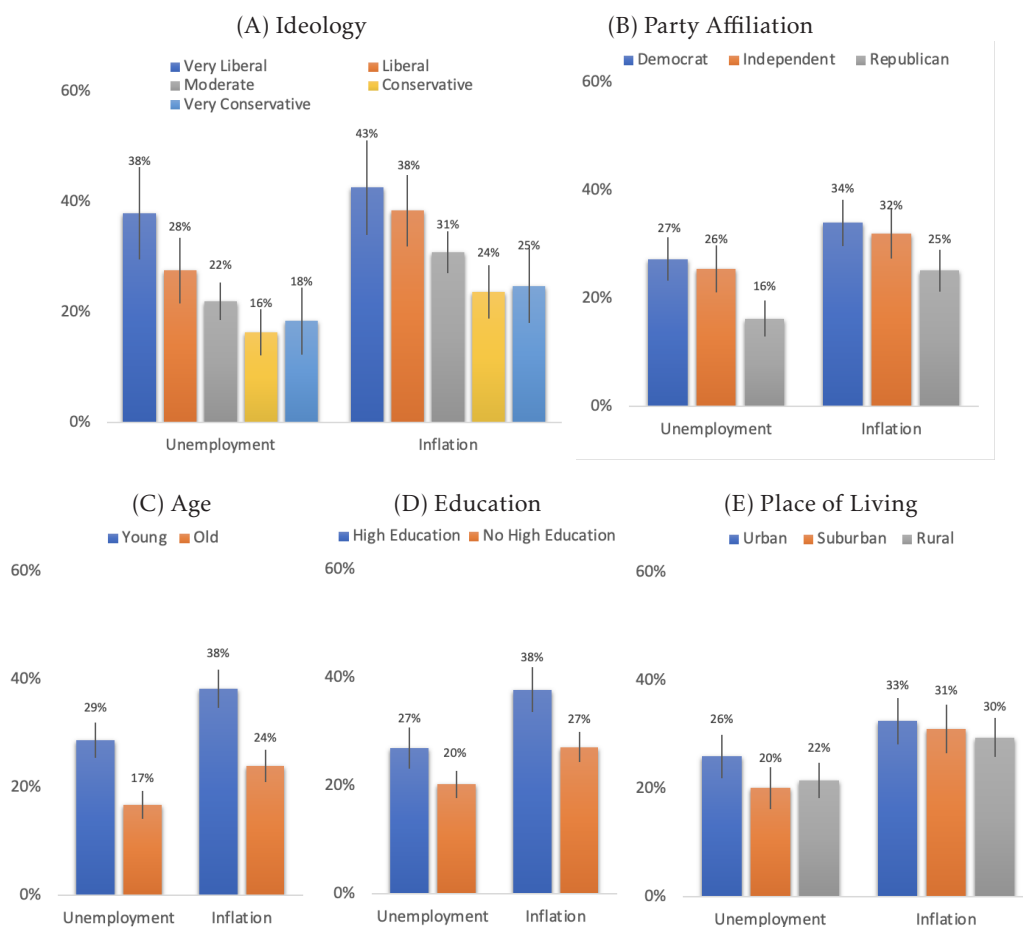 (A) Ideology
Very Liberal Liberal
Moderate Conservative
Very Conservative
60%
40%
20%
0%
38%
28%
22%
16%
18%
43%
38%
31%
24%
25%
Unemployment Inflation
(B) Party Affiliation
Democrat Independent Republican
60%
40%
20%
0%
27%
26%
16%
34%
32%
25%
Unemployment Inflation
(C) Age
Young Old
60%
40%
20%
0%
29%
17%
38%
24%
Unemployment Inflation
(D) Education
High Education No High Education
60%
40%
20%
0%
27%
20%
38%
27%
Unemployment Inflation
(E) Place of Living
Urban Suburban Rural
60%
40%
20%
0%
26%
20%
22%
33%
31%
30%
Unemployment Inflation